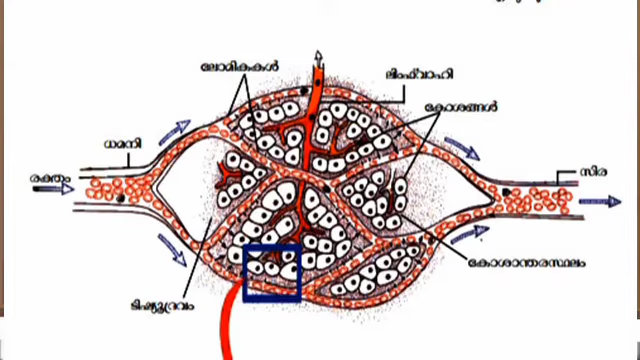 ലോമികകൾ
ലിംഫ്‌വാഹി
കോശങ്ങൾ
ധമനി
രക്തം
സിര
കോശാന്തരസ്ഥലം
ടിഷ്യൂദ്രവം